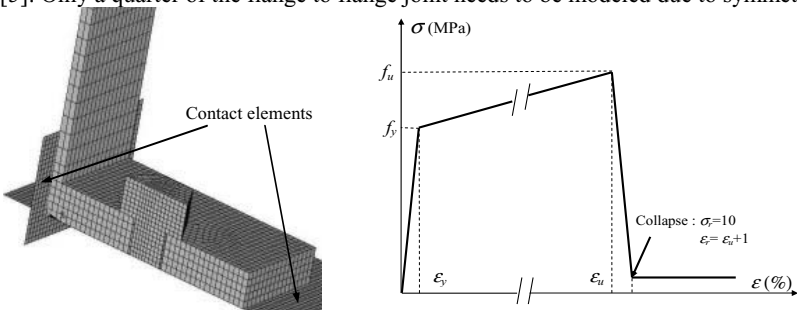 [5]. Only a quarter of the flange to flange joint needs to be modeled due to symmet
Contact elements
σ (MPa)
fu
fy
Collapse : σr=10
εr= εu+1
εy
εu
ε (%)